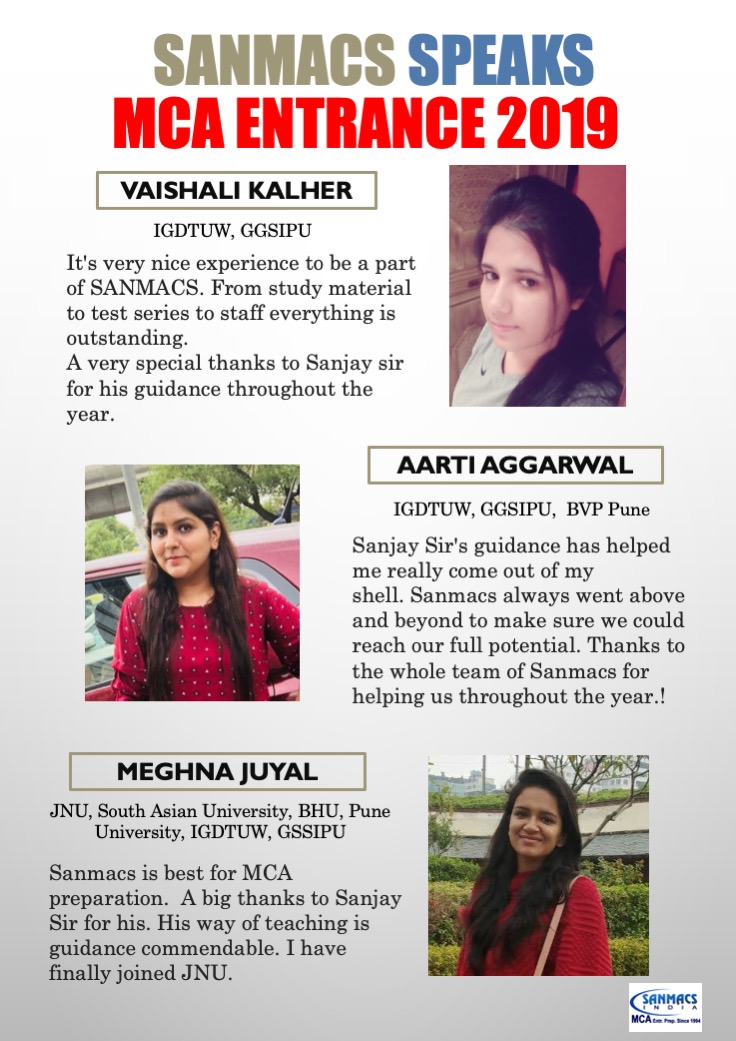 SANMACS SPEAKS
MCA ENTRANCE 2019
VAISHALI KALHER
IGDTUW, GGSIPU
It's very nice experience to be a part
of SANMACS. From study material
to test series to staff everything is
outstanding.
A very special thanks to Sanjay sir
for his guidance throughout the
year.
AARTI AGGARWAL
IGDTUW, GGSIPU, BVP Pune
Sanjay Sir's guidance has helped
me really come out of my
shell. Sanmacs always went above
and beyond to make sure we could
reach our full potential. Thanks to
the whole team of Sanmacs for
helping us throughout the year.!
MEGHNA JUYAL
JNU, South Asian University, BHU, Pune
University, IGDTUW, GSSIPU
Sanmacs is best for MCA
preparation. A big thanks to Sanjay
Sir for his. His way of teaching is
guidance commendable. I have
finally joined JNU.
SANMACS
INDIA
MCA Entr. Prep. Since 1994